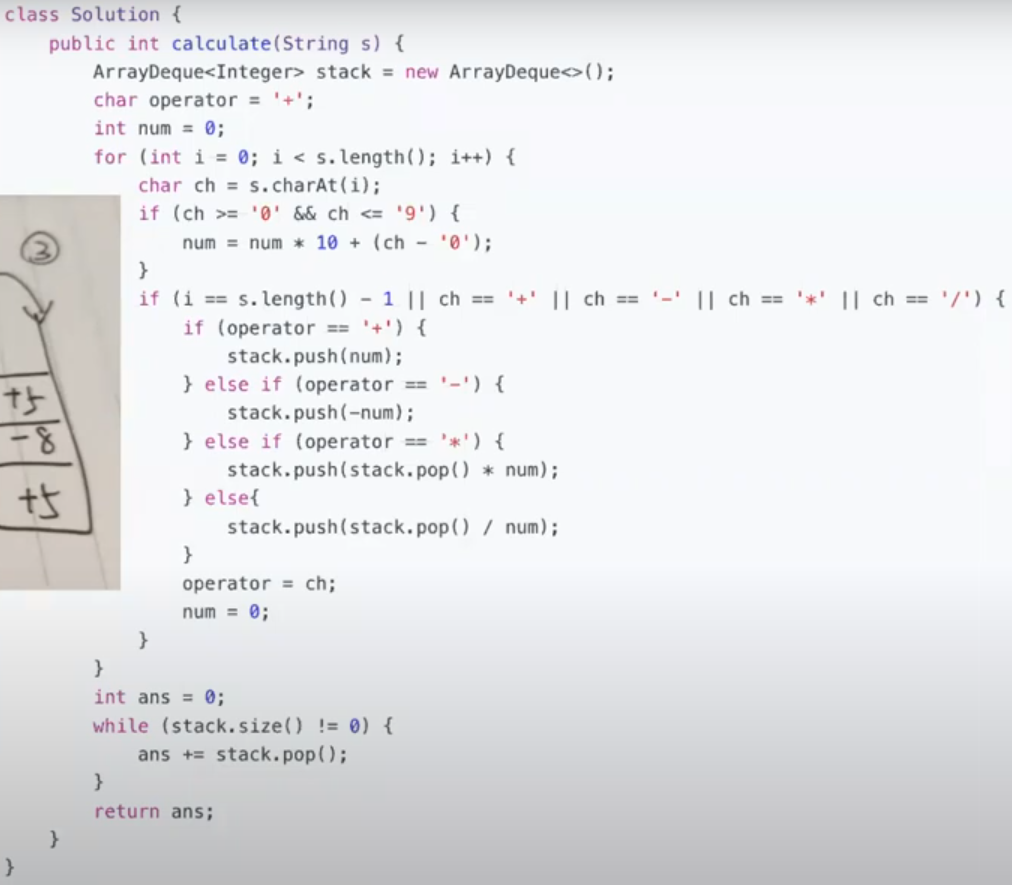 class Solution {
    public int calculate(String s) {
        ArrayDeque<Integer> stack = new ArrayDeque<>();
        char operator = '+';
        int num = 0;
        for (int i = 0; i < s.length(); i++) {
            char ch = s.charAt(i);
            if (ch >= '0' && ch <= '9') {
                num = num * 10 + (ch - '0');
            }
            if (i == s.length() - 1 || ch == '+' || ch == '-' || ch == '*' || ch == '/') {
                if (operator == '+') {
                    stack.push(num);
                } else if (operator == '-') {
                    stack.push(-num);
                } else if (operator == '*') {
                    stack.push(stack.pop() * num);
                } else{
                    stack.push(stack.pop() / num);
                }
                operator = ch;
                num = 0;
            }
        }
        int ans = 0;
        while (stack.size() != 0) {
            ans += stack.pop();
        }
        return ans;
    }
}
③
+5
-8
+5